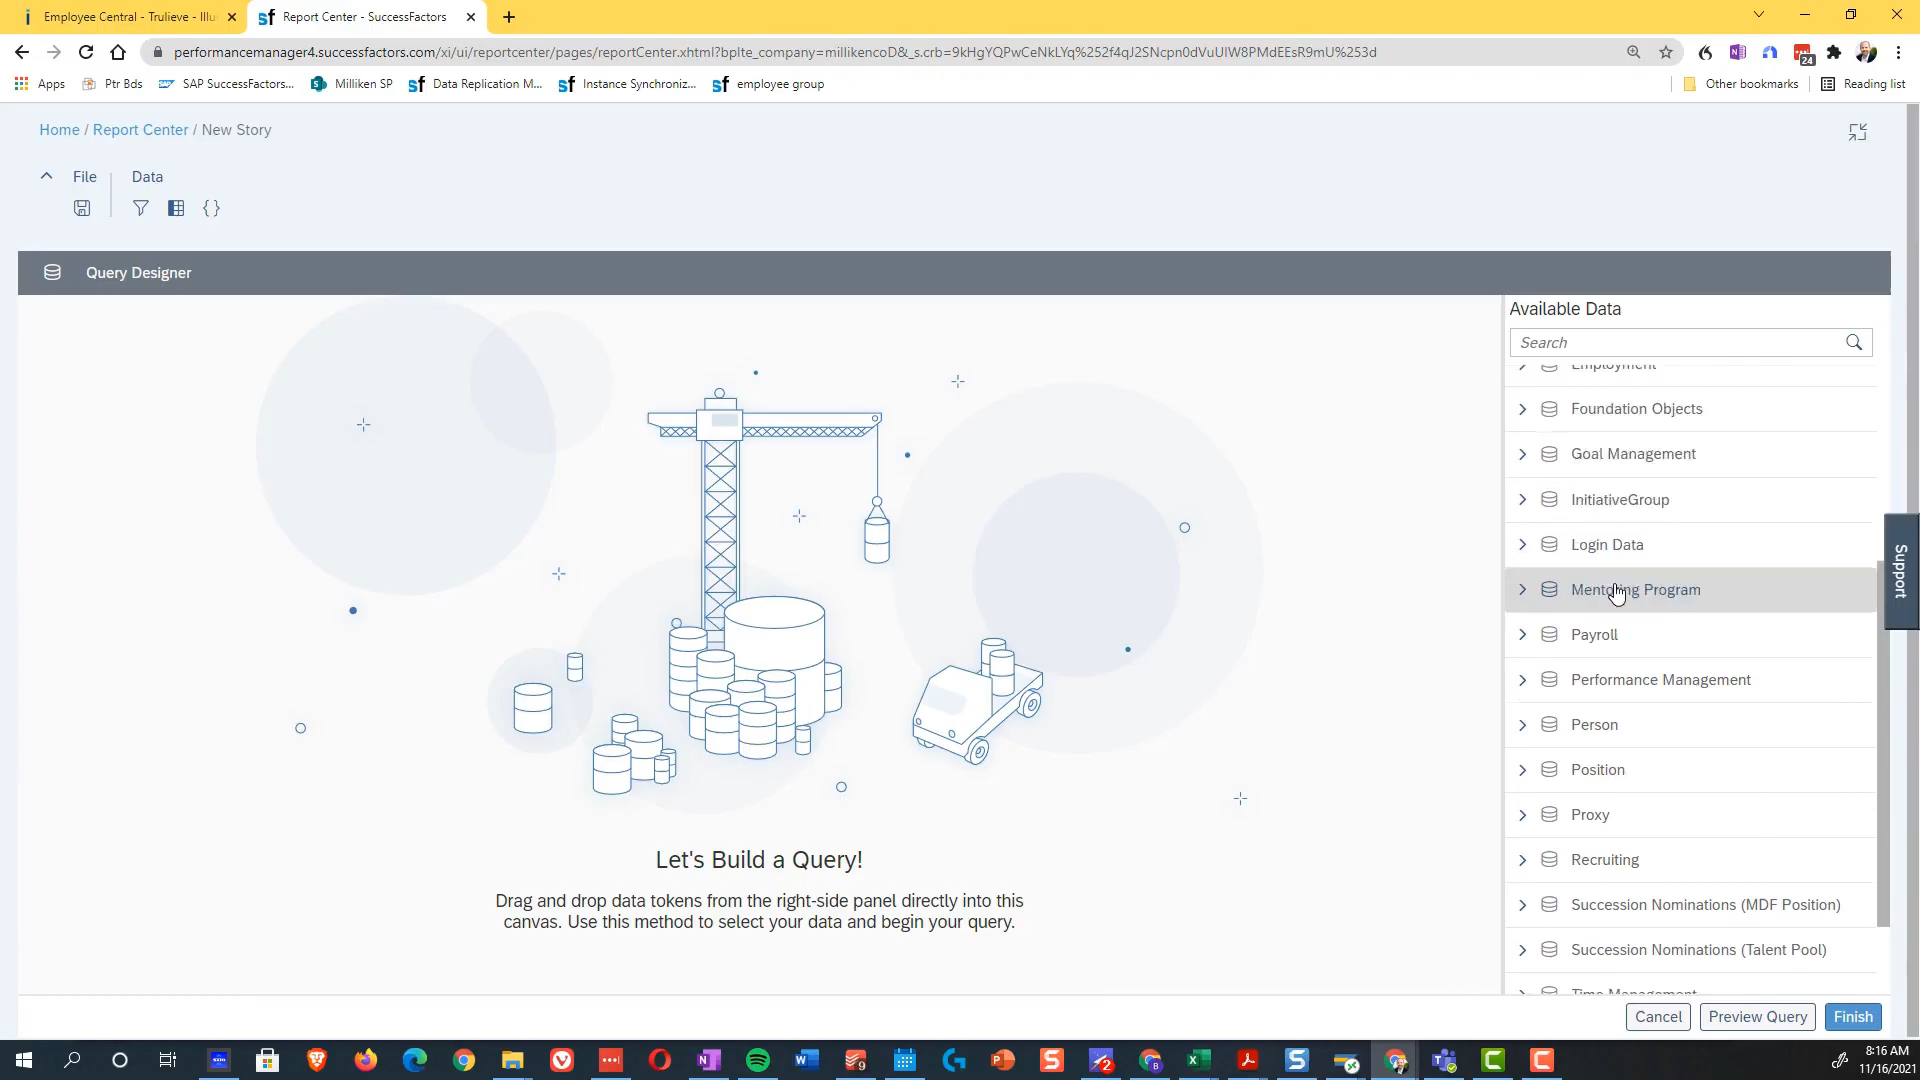 Employee Central - Trulieve - Illu
Report Center - SuccessFactors
performancemanager4.successfactors.com/xi/ui/reportcenter/pages/reportCenter.xhtml?bplte_company=millikencoD&_s.crb=9kHgYQPwCeNkLYq%252f4qJ2SNcpn0dVuUlW8PMdEEsR9mU%253d
24
Apps
Ptr Bds
SAP SuccessFactors...
Milliken SP
Data Replication M...
Instance Synchroniz...
employee group
Other bookmarks
Reading list
Home / Report Center / New Story
File
Data
Query Designer
Available Data
Search
Employment
Foundation Objects
Goal Management
InitiativeGroup
Login Data
Mentoring Program
Payroll
Performance Management
Person
Position
Proxy
Recruiting
Succession Nominations (MDF Position)
Succession Nominations (Talent Pool)
Time Management
Support
Let's Build a Query!
Drag and drop data tokens from the right-side panel directly into this
canvas. Use this method to select your data and begin your query.
Cancel
Preview Query
Finish
8:16 AM
11/16/2021